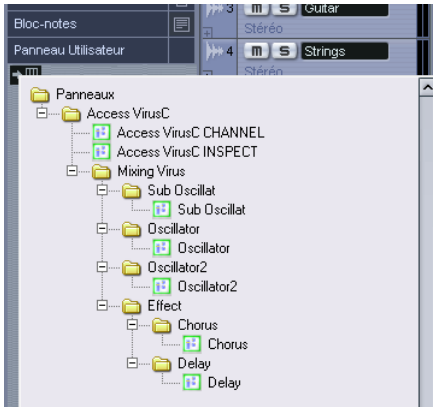 3 m S Guitar
Bloc-notes
Stéréo
Panneau Utilisateur
4 m S Strings
Stéréo
Panneaux
Access VirusC
Access VirusC CHANNEL
Access VirusC INSPECT
Mixing Virus
Sub Oscillat
Sub Oscillat
Oscillator
Oscillator
Oscillator2
Oscillator2
Effect
Chorus
Chorus
Delay
Delay